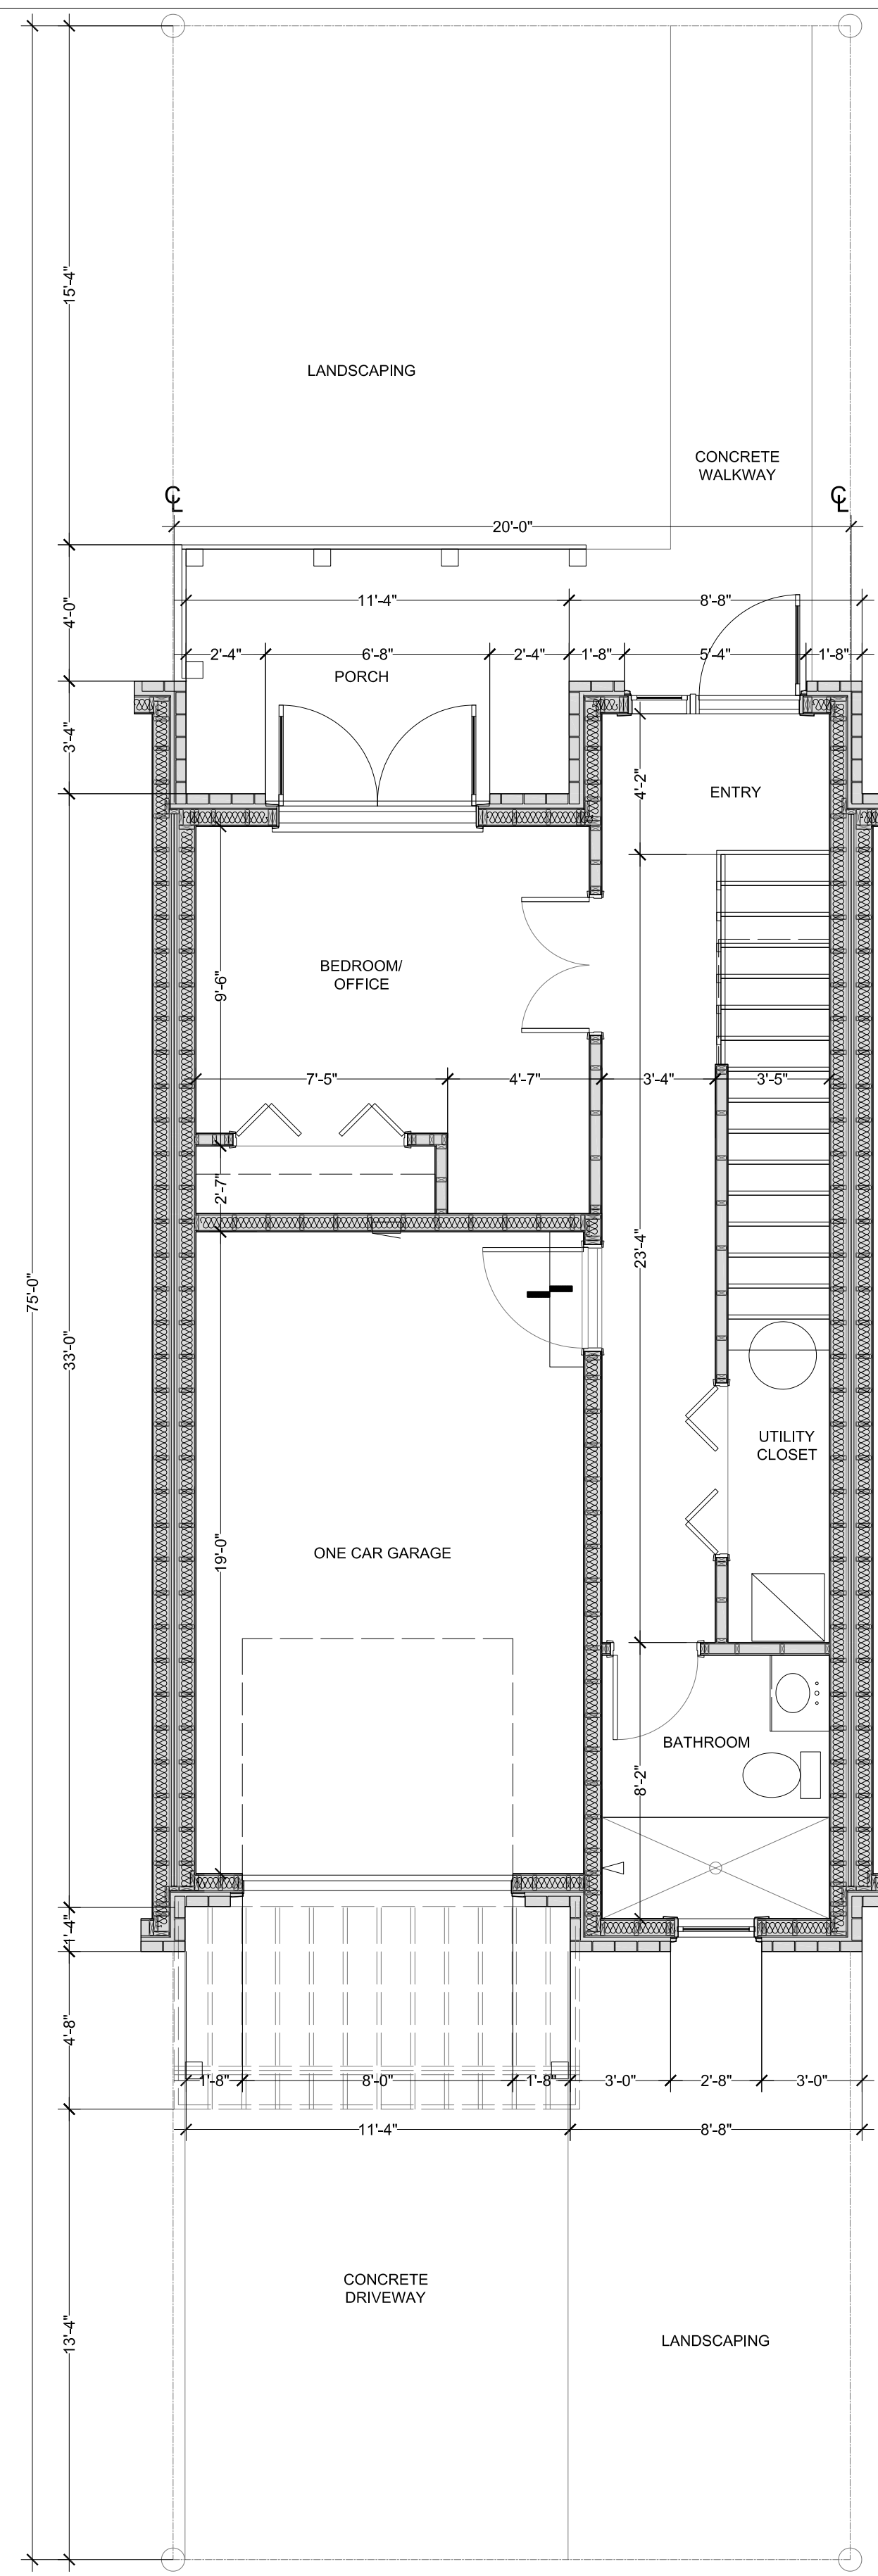 15'-4"
LANDSCAPING
CONCRETE
WALKWAY
℄
℄
20'-0"
4'-0"
11'-4"
8'-8"
2'-4"
6'-8"
2'-4"
1'-8"
5'-4"
1'-8"
PORCH
3'-4"
4'-2"
ENTRY
BEDROOM/
OFFICE
9'-6"
7'-5"
4'-7"
3'-4"
3'-5"
2'-7"
23'-4"
75'-0"
33'-0"
UTILITY
CLOSET
19'-0"
ONE CAR GARAGE
BATHROOM
8'-2"
1'-4"
4'-8"
1'-8"
8'-0"
1'-8"
3'-0"
2'-8"
3'-0"
11'-4"
8'-8"
CONCRETE
DRIVEWAY
13'-4"
LANDSCAPING